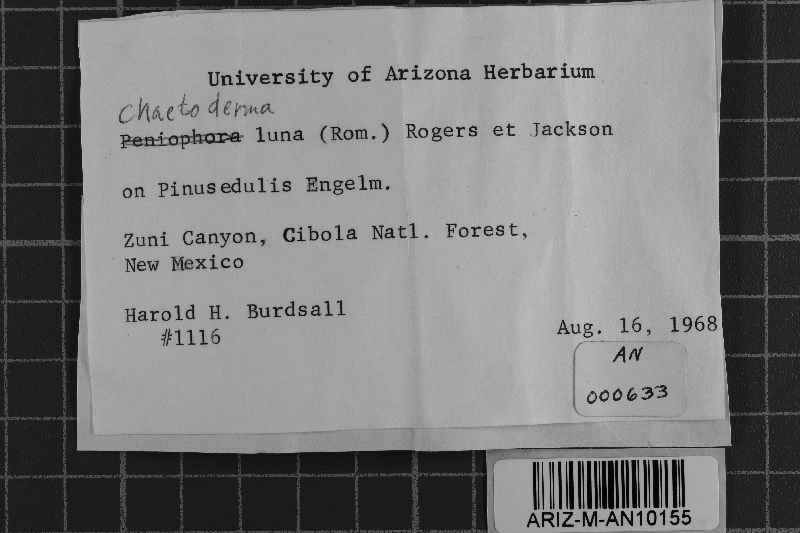 University of Arizona Herbarium
Chaetoderma
Peniophora luna (Rom.) Rogers et Jackson
on Pinusedulis Engelm.
Zuni Canyon, Cibola Natl. Forest,
New Mexico
Harold H. Burdsall
#1116
Aug. 16, 1968
AN
000633
ARIZ-M-AN10155